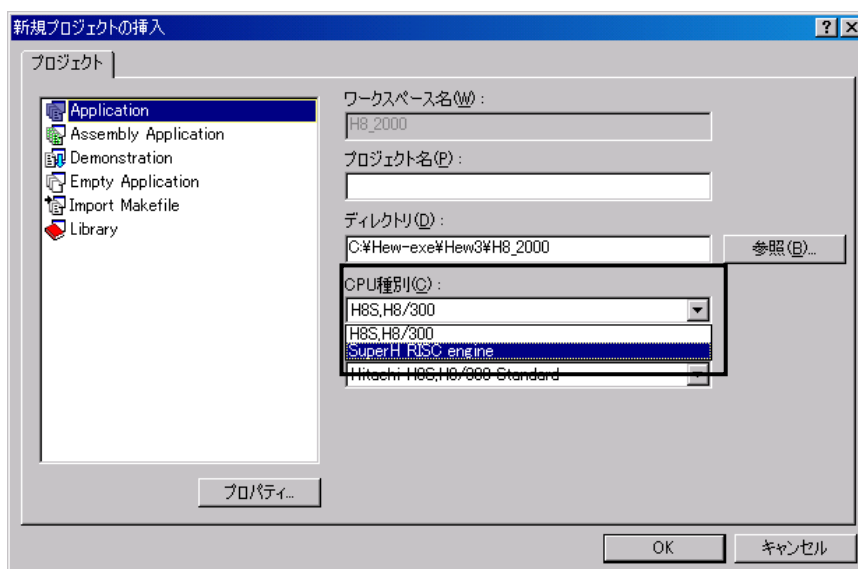 新規プロジェクトの挿入
プロジェクト
Application
Assembly Application
Demonstration
Empty Application
Import Makefile
Library
プロパティ...
ワークスペース名(W) :
H8_2000
プロジェクト名(P) :
ディレクトリ(D) :
C:¥Hew-exe¥Hew3¥H8_2000
参照(B)...
CPU種別(C) :
H8S,H8/300
H8S,H8/300
SuperH RISC engine
Hitachi H8S,H8/300 Standard
OK
キャンセル